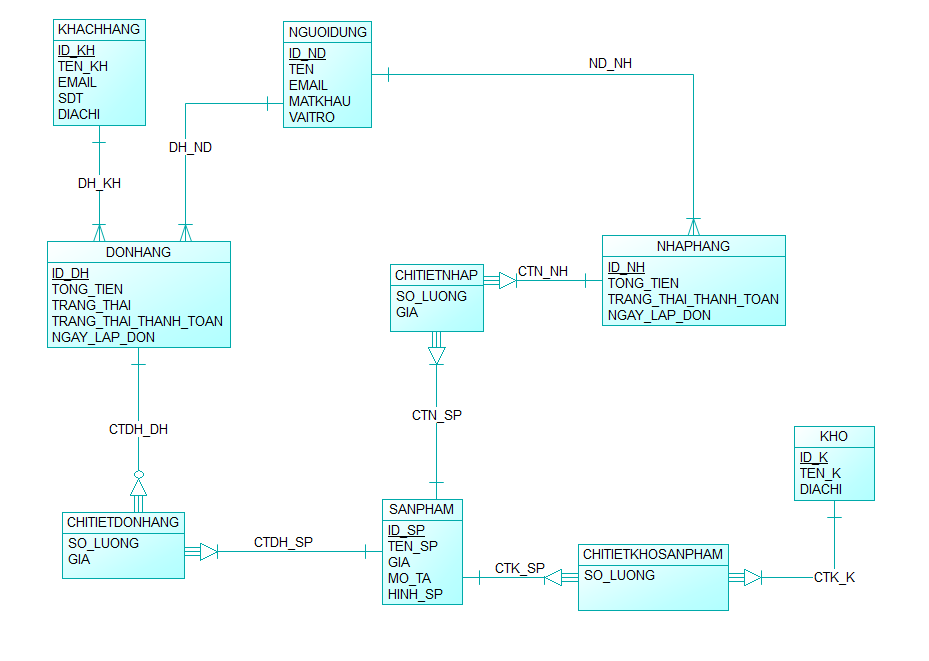 KHACHHANG
ID_KH
TEN_KH
EMAIL
SDT
DIACHI
NGUOIDUNG
ID_ND
TEN
EMAIL
MATKHAU
VAITRO
ND_NH
DH_ND
DH_KH
DONHANG
ID_DH
TONG_TIEN
TRANG_THAI
TRANG_THAI_THANH_TOAN
NGAY_LAP_DON
CHITIETNHAP
SO_LUONG
GIA
CTN_NH
NHAPHANG
ID_NH
TONG_TIEN
TRANG_THAI_THANH_TOAN
NGAY_LAP_DON
CTDH_DH
CTN_SP
KHO
ID_K
TEN_K
DIACHI
CHITIETDONHANG
SO_LUONG
GIA
CTDH_SP
SANPHAM
ID_SP
TEN_SP
GIA
MO_TA
HINH_SP
CTK_SP
CHITIETKHOSANPHAM
SO_LUONG
CTK_K